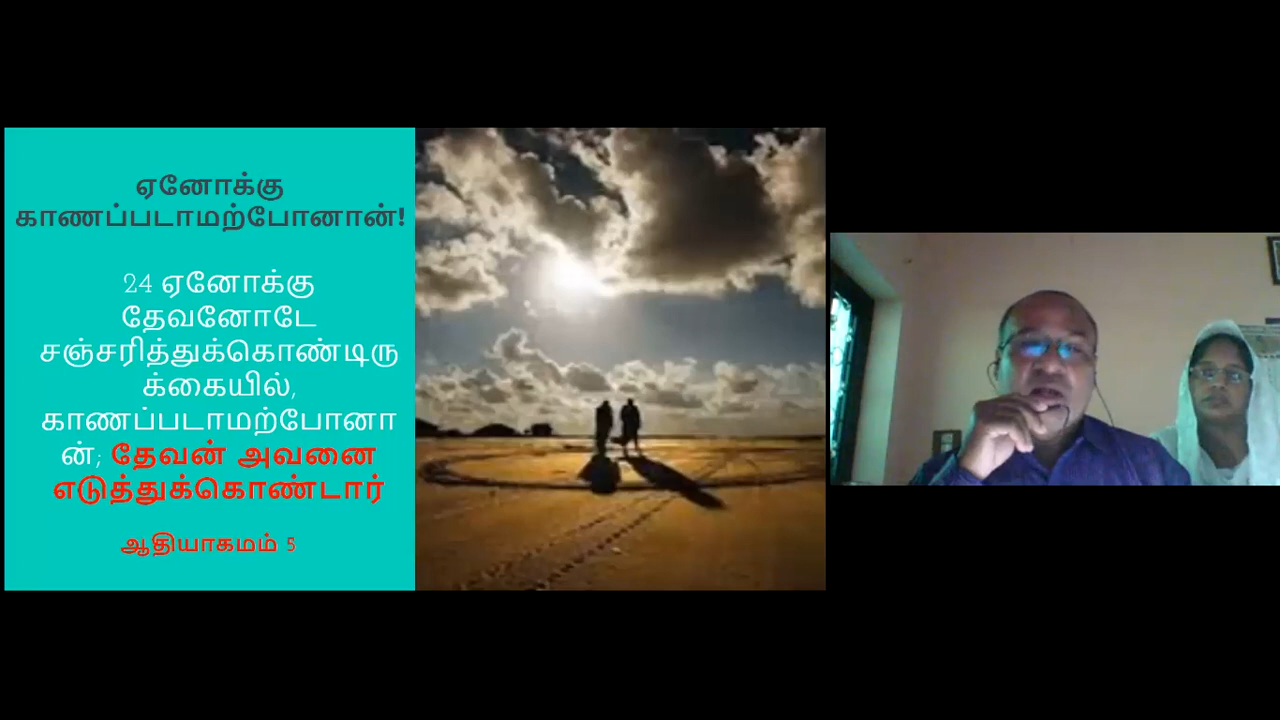 ஏனோக்கு
காணப்படாமற்போனான்!
24 ஏனோக்கு
தேவனோடே
சஞ்சரித்துக்கொண்டிரு
க்கையில்,
காணப்படாமற்போனா
ன்; தேவன் அவனை
எடுத்துக்கொண்டார்
ஆதியாகமம் 5